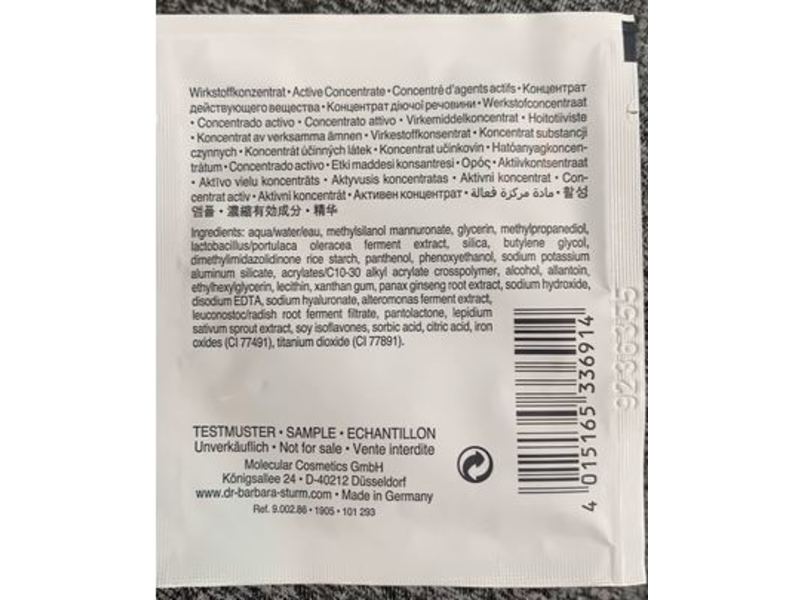 Wirkstoffkonzentrat • Active Concentrate • Concentré d'agents actifs • Концентрат
действующего вещества • Концентрат діючої речовини • Werkstofconcentraat
• Concentrado activo • Concentrato attivo • Virkemiddelkoncentrat • Hoitotiiviste
• Koncentrat av verksamma ämnen • Virkestoffkonsentrat • Koncentrat substancji
czynnych • Koncentrát účinných látek • Koncentrat učinkovin • Hatóanyagkoncen-
trátum • Concentrado activo • Etki maddesi konsantresi • Ορός • Aktiivkontsentraat
• Aktīvo vielu koncentrāts • Aktyvusis koncentratas • Aktivni koncentrat • Con-
centrat activ • Aktivni koncentrat • Активен концентрат • مادة مركزة فعالة • 활성
앰플 • 濃縮有効成分 • 精华
Ingredients: aqua/water/eau, methylsilanol mannuronate, glycerin, methylpropanediol,
lactobacillus/portulaca oleracea ferment extract, silica, butylene glycol,
dimethylimidazolidinone rice starch, panthenol, phenoxyethanol, sodium potassium
aluminum silicate, acrylates/C10-30 alkyl acrylate crosspolymer, alcohol, allantoin,
ethylhexylglycerin, lecithin, xanthan gum, panax ginseng root extract, sodium hydroxide,
disodium EDTA, sodium hyaluronate, alteromonas ferment extract,
leuconostoc/radish root ferment filtrate, pantolactone, lepidium
sativum sprout extract, soy isoflavones, sorbic acid, citric acid, iron
oxides (CI 77491), titanium dioxide (CI 77891).
TESTMUSTER • SAMPLE • ECHANTILLON
Unverkäuflich • Not for sale • Vente interdite
Molecular Cosmetics GmbH
Königsallee 24 • D-40212 Düsseldorf
www.dr-barbara-sturm.com • Made in Germany
Ref. 9.002.86 • 1905 • 101 293
4 015165 336914
9236355